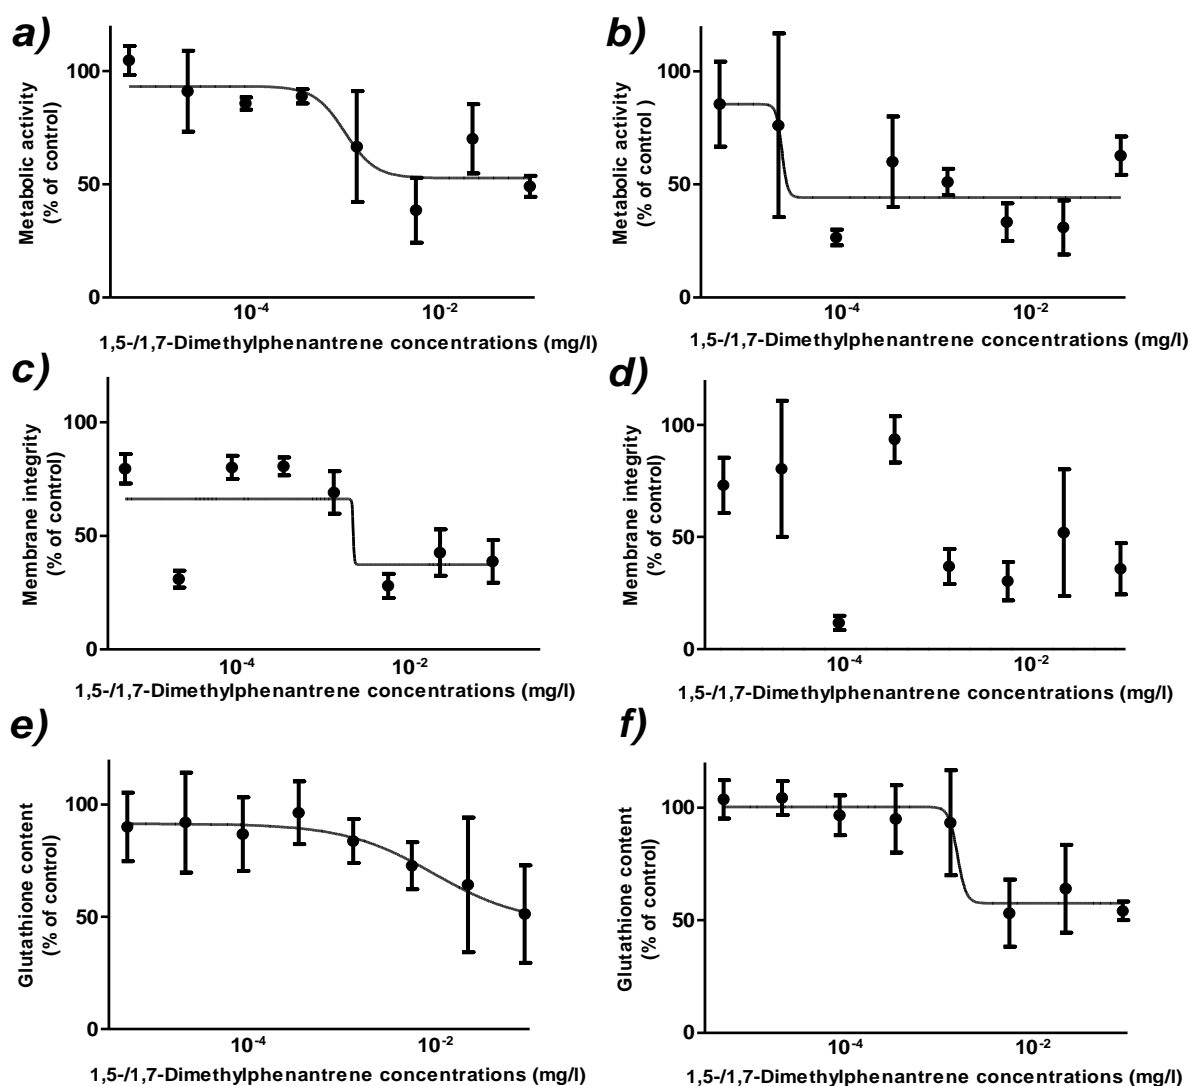 a)
Metabolic activity
(% of control)
100
50
0
10-4
10-2
1,5-/1,7-Dimethylphenantrene concentrations (mg/l)
b)
Metabolic activity
(% of control )
100
50
0
10-4
10-2
1,5-/1,7-Dimethylphenantrene concentrations (mg/l)
c)
Membrane integrity
(% of control)
100
50
0
10-4
10-2
1,5-/1,7-Dimethylphenantrene concentrations (mg/l)
d)
Membrane integrity
(% of control)
100
50
0
10-4
10-2
1,5-/1,7-Dimethylphenantrene concentrations (mg/l)
e)
Glutathione content
(% of control)
100
50
0
10-4
10-2
1,5-/1,7-Dimethylphenantrene concentrations (mg/l)
f)
Glutathione content
(% of control)
100
50
0
10-4
10-2
1,5-/1,7-Dimethylphenantrene concentrations (mg/l)